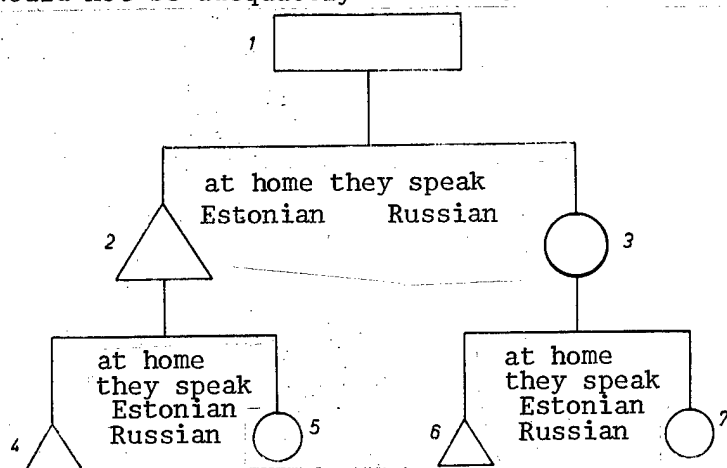 1
at home they speak
Estonian Russian
2
3
at home
they speak
Estonian
Russian
4
5
at home
they speak
Estonian
Russian
6
7